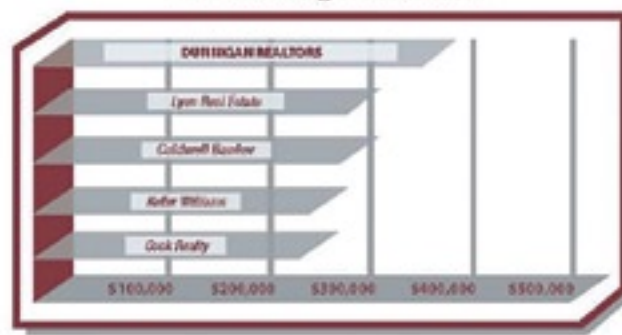 DUNNIGAN REALTORS
Lyon Real Estate
Coldwell Banker
Keller Williams
Cook Realty
$100,000 $200,000 $300,000 $400,000 $500,000